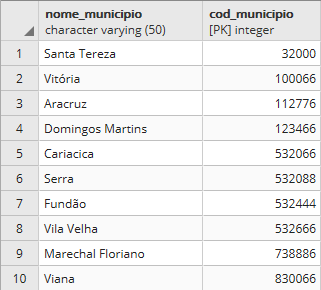 nome_municipio cod_municipio
character varying (50) [PK] integer
1 Santa Tereza 32000
2 Vitória 100066
3 Aracruz 112776
4 Domingos Martins 123466
5 Cariacica 532066
6 Serra 532088
7 Fundão 532444
8 Vila Velha 532666
9 Marechal Floriano 738886
10 Viana 830066